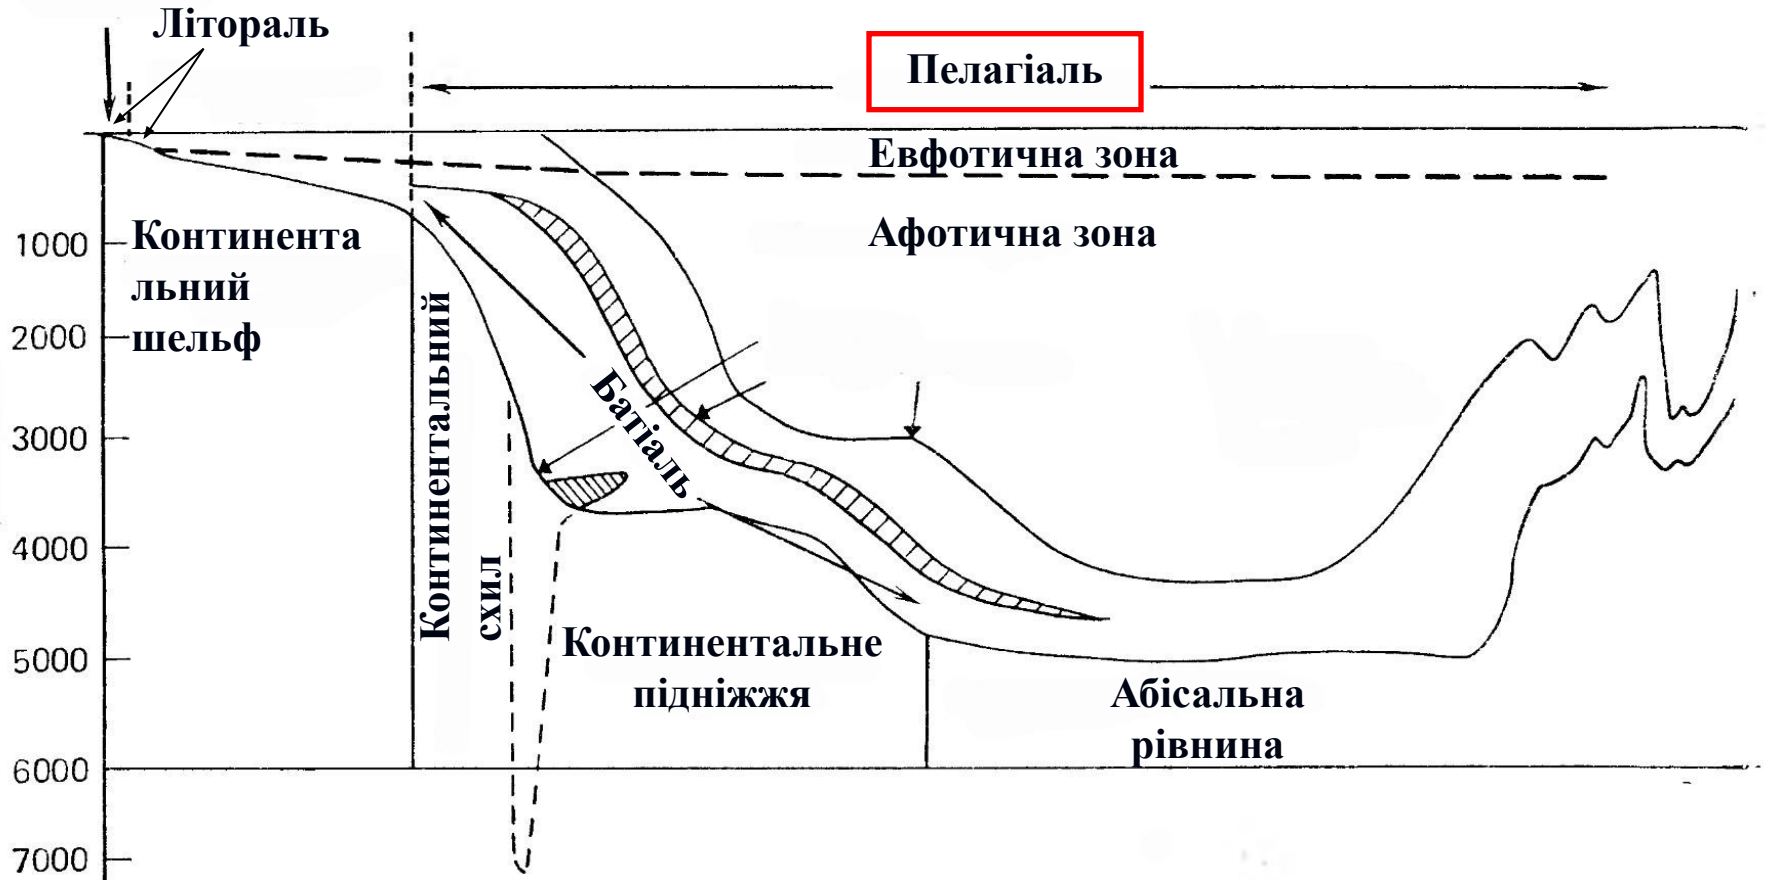 Літораль
Пелагіаль
Евфотична зона
Афотична зона
Континента
льний
шельф
1000
2000
3000
4000
5000
6000
7000
Континентальний
схил
Батіаль
Континентальне
підніжжя
Абісальна
рівнина